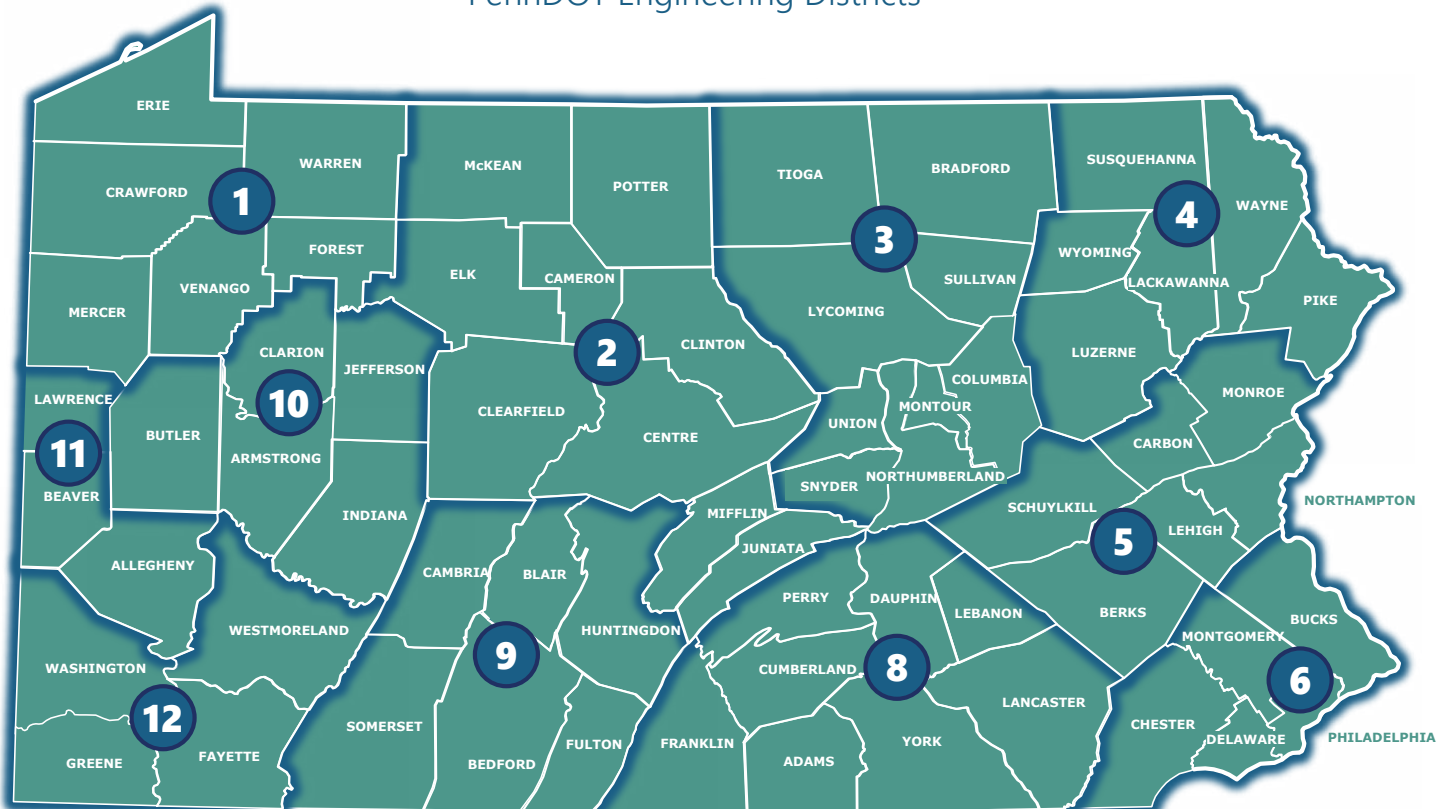 PennDOT Engineering Districts
ERIE
WARREN
McKEAN
POTTER
TIOGA
BRADFORD
SUSQUEHANNA
WAYNE
CRAWFORD
1
FOREST
VENANGO
MERCER
ELK
CAMERON
3
SULLIVAN
LYCOMING
4
WYOMING
LACKAWANNA
PIKE
LUZERNE
CLARION
JEFFERSON
10
ARMSTRONG
2
CLINTON
CLEARFIELD
CENTRE
COLUMBIA
MONTOUR
UNION
NORTHUMBERLAND
SNYDER
MONROE
CARBON
LAWRENCE
11
BEAVER
BUTLER
INDIANA
ALLEGHENY
MIFFLIN
JUNIATA
SCHUYLKILL
NORTHAMPTON
LEHIGH
5
BERKS
CAMBRIA
BLAIR
HUNTINGDON
PERRY
DAUPHIN
LEBANON
WESTMORELAND
WASHINGTON
9
CUMBERLAND
8
LANCASTER
MONTGOMERY
BUCKS
6
12
GREENE
FAYETTE
SOMERSET
BEDFORD
FULTON
FRANKLIN
ADAMS
YORK
CHESTER
DELAWARE
PHILADELPHIA